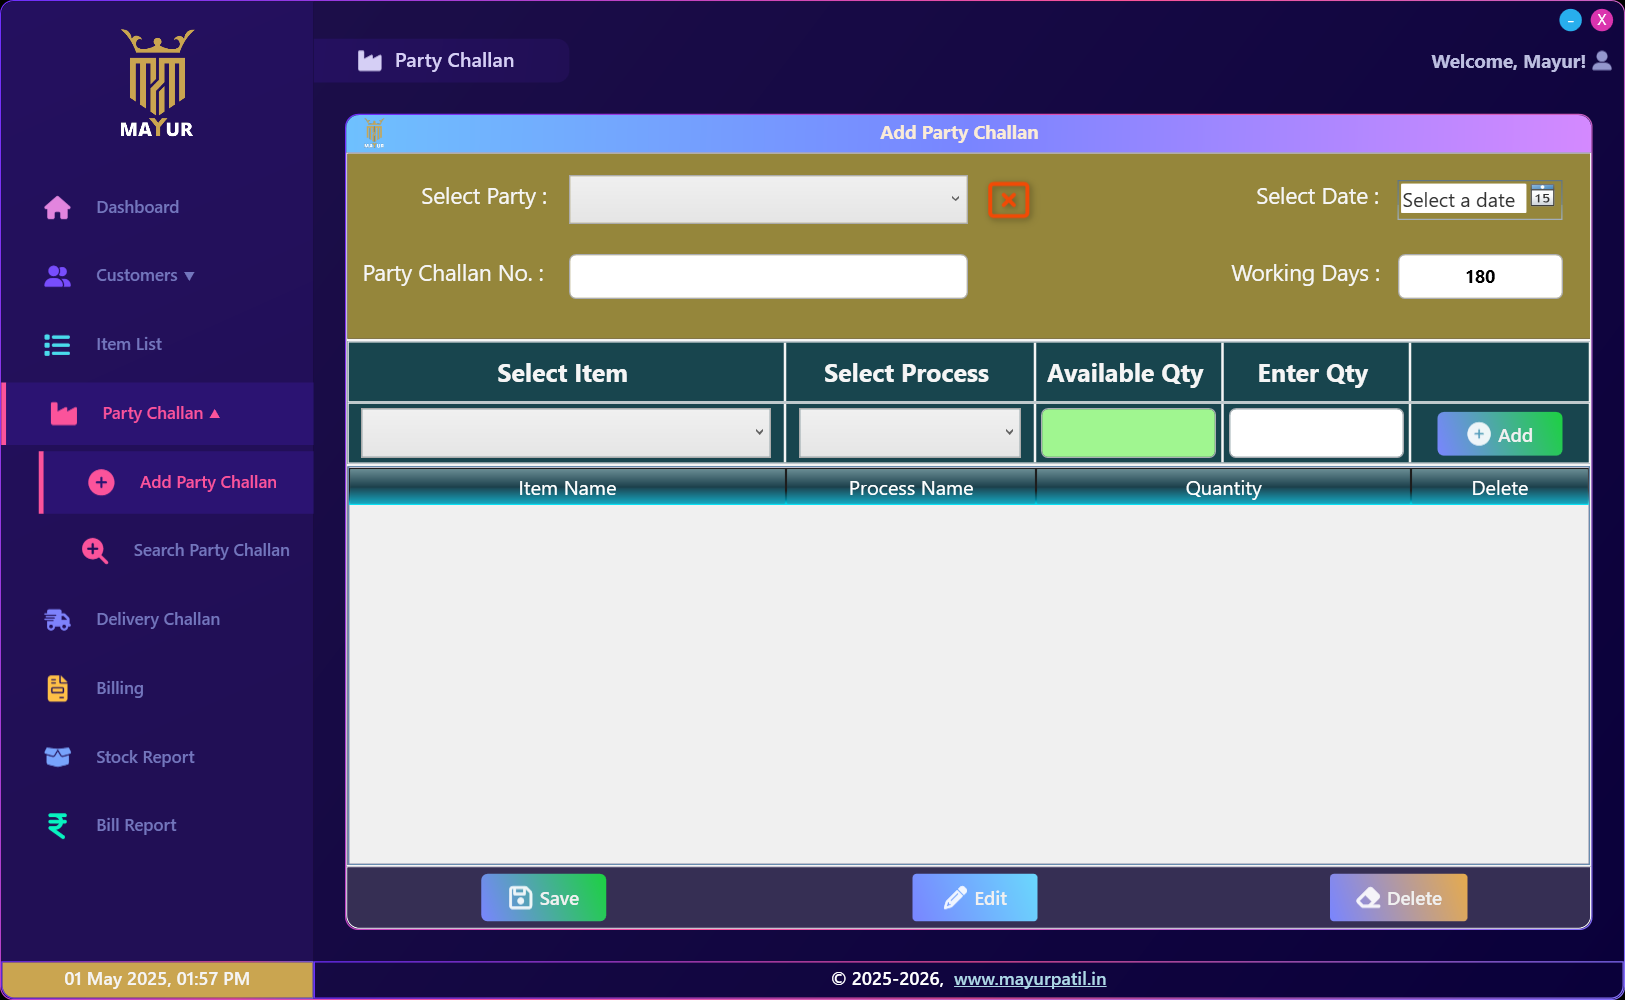 – X
MAYUR
Party Challan
Welcome, Mayur!
MAYUR
Add Party Challan
Dashboard
Customers ▼
Item List
Party Challan ▲
Add Party Challan
Search Party Challan
Delivery Challan
Billing
Stock Report
Bill Report
Select Party :
Select Date :
Select a date 15
Party Challan No. :
Working Days :
180
Select Item Select Process Available Qty Enter Qty
Add
Item Name Process Name Quantity Delete
Save Edit Delete
01 May 2025, 01:57 PM
© 2025-2026, www.mayurpatil.in